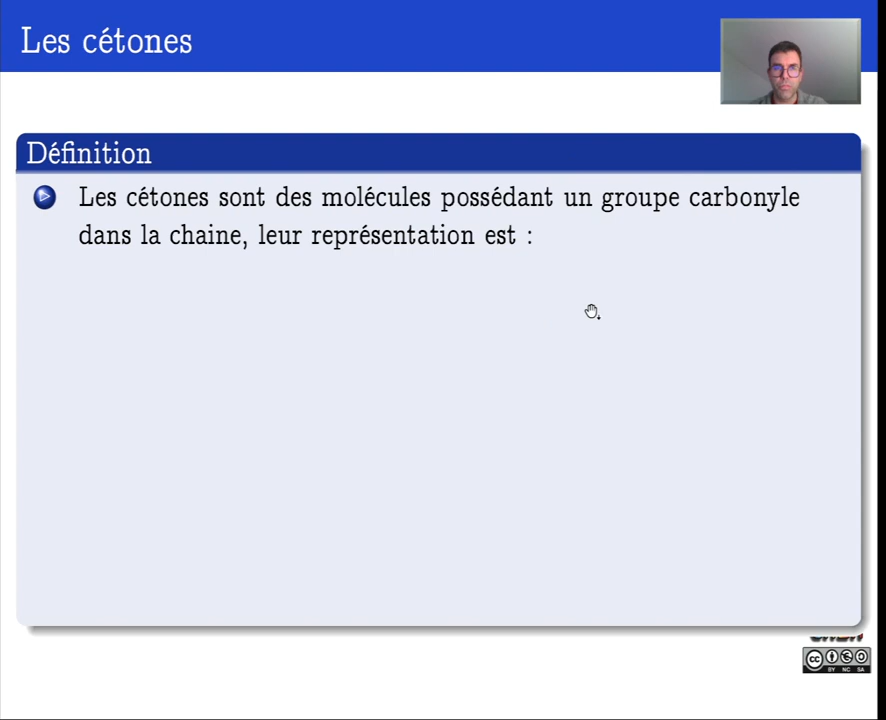 Les cétones
Définition
Les cétones sont des molécules possédant un groupe carbonyle
dans la chaine, leur représentation est :
cc
BY NC SA